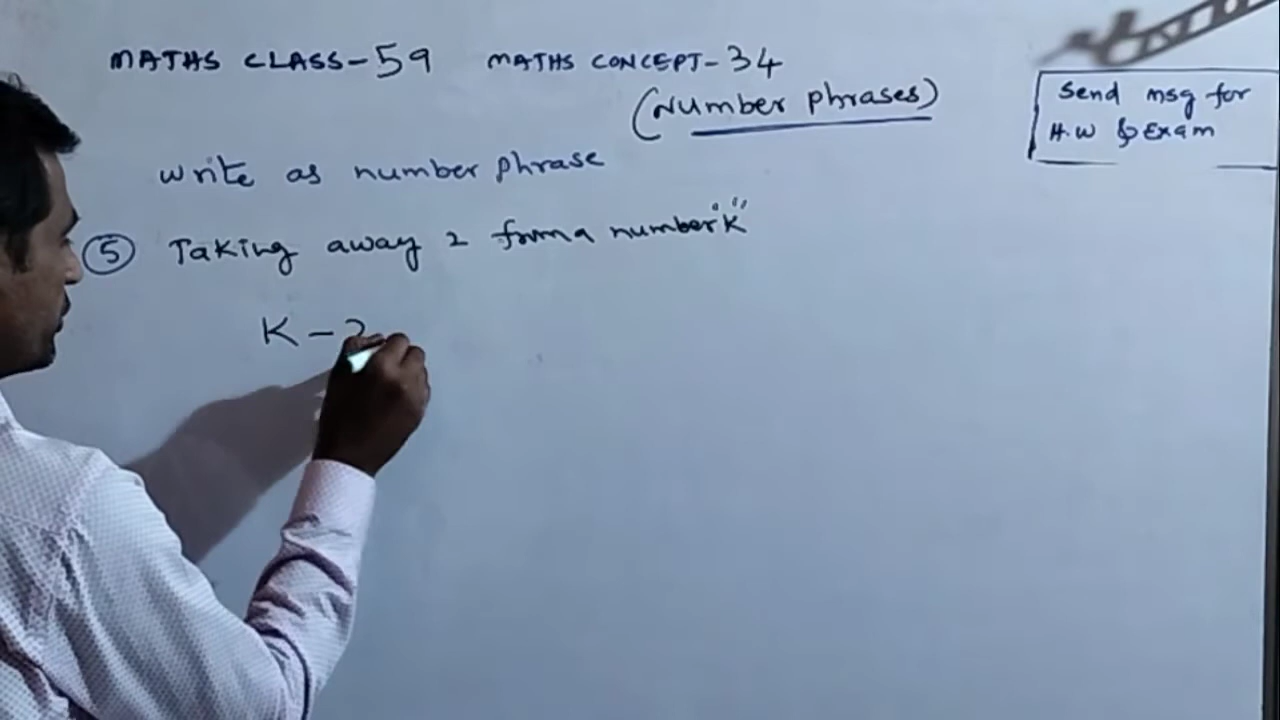 MATHS CLASS-59 MATHS CONCEPT-34
(Number phrases)
Send msg for
H.W & Exam
write as number phrase
5 Taking away 2 form a number "K"
K-2